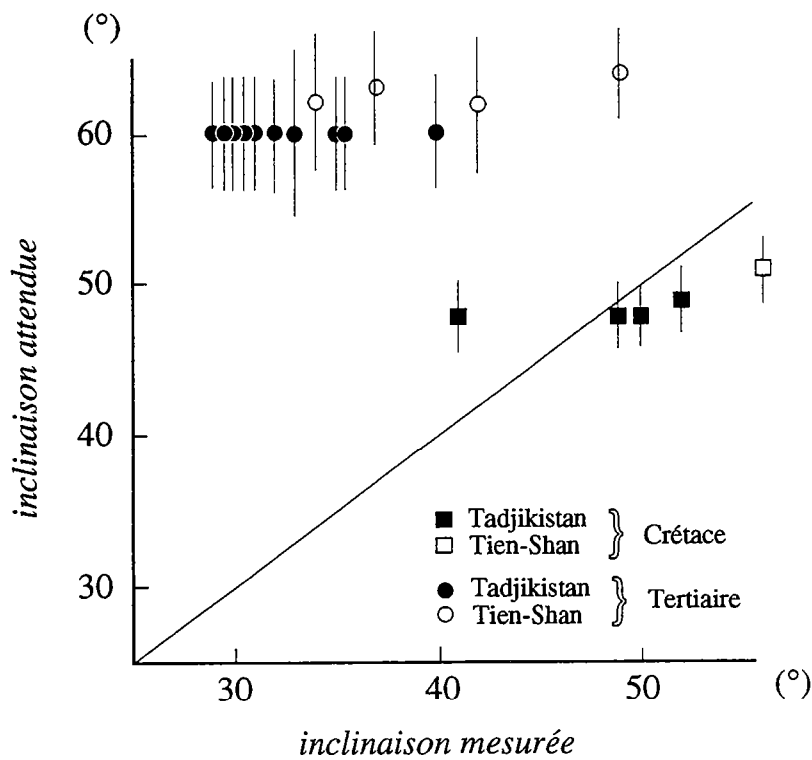 (°)
60
50
40
30
inclinaison attendue
Tadjikistan
Tien-Shan
Crétace
Tadjikistan
Tien-Shan
Tertiaire
30
40
50
(°)
inclinaison mesurée